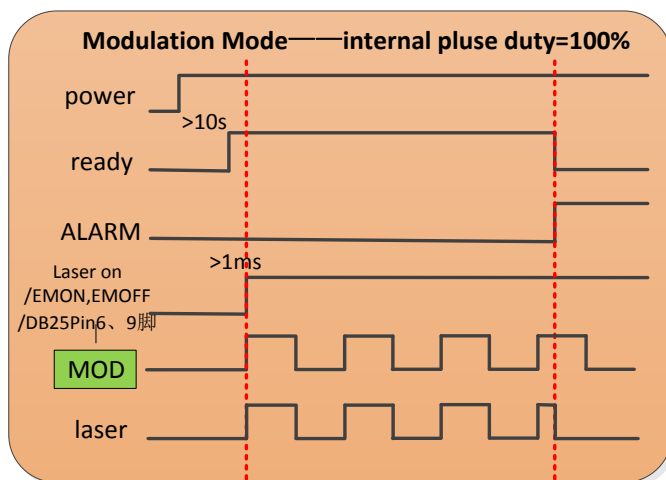 Modulation Mode——internal pluse duty=100%
power
>10s
ready
ALARM
>1ms
Laser on
/EMON,EMOFF
/DB25Pin6、9脚
MOD
laser